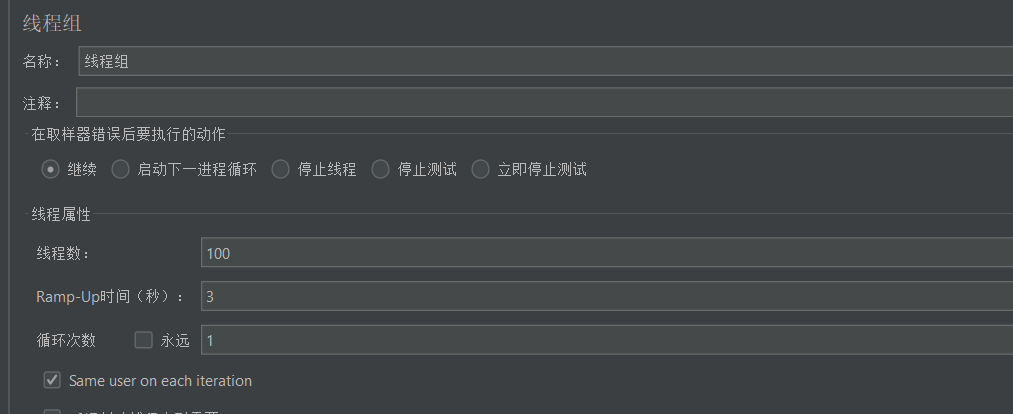 线程组
名称： 线程组
注释：
在取样器错误后要执行的动作
继续 启动下一进程循环 停止线程 停止测试 立即停止测试
线程属性
线程数： 100
Ramp-Up时间（秒）： 3
循环次数 永远 1
Same user on each iteration